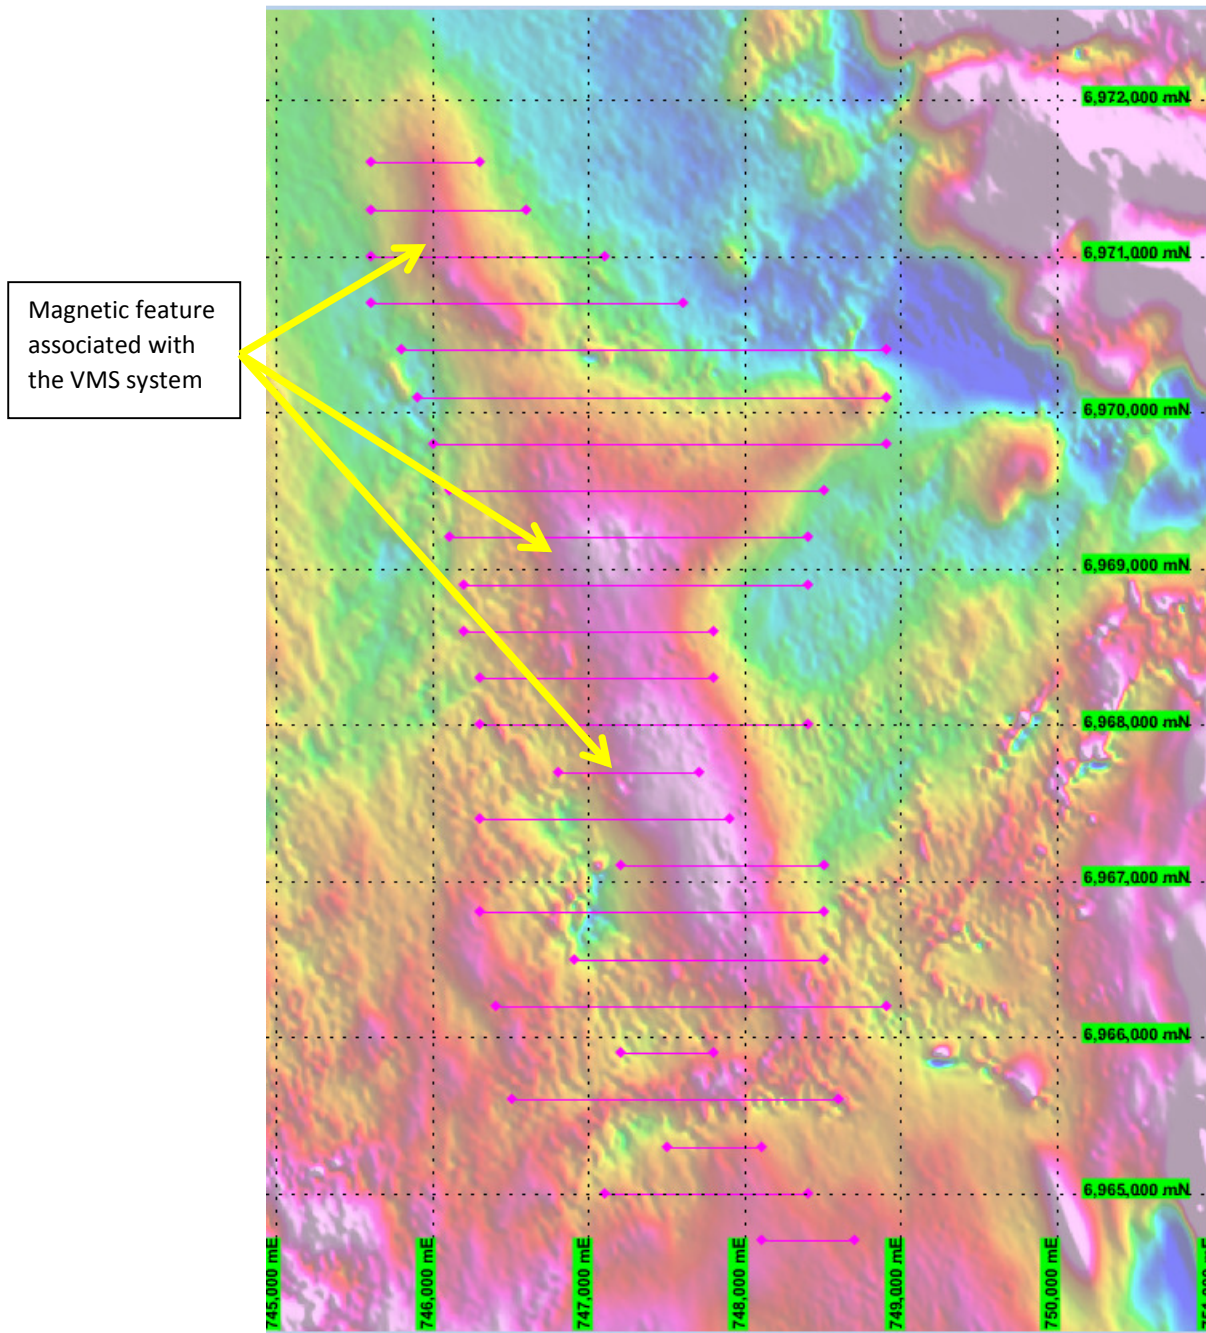 Magnetic feature
associated with
the VMS system
6,972,000 mN
6,971,000 mN
6,970,000 mN
6,969,000 mN
6,968,000 mN
6,967,000 mN
6,966,000 mN
6,965,000 mN
745,000 mE
746,000 mE
747,000 mE
748,000 mE
749,000 mE
750,000 mE